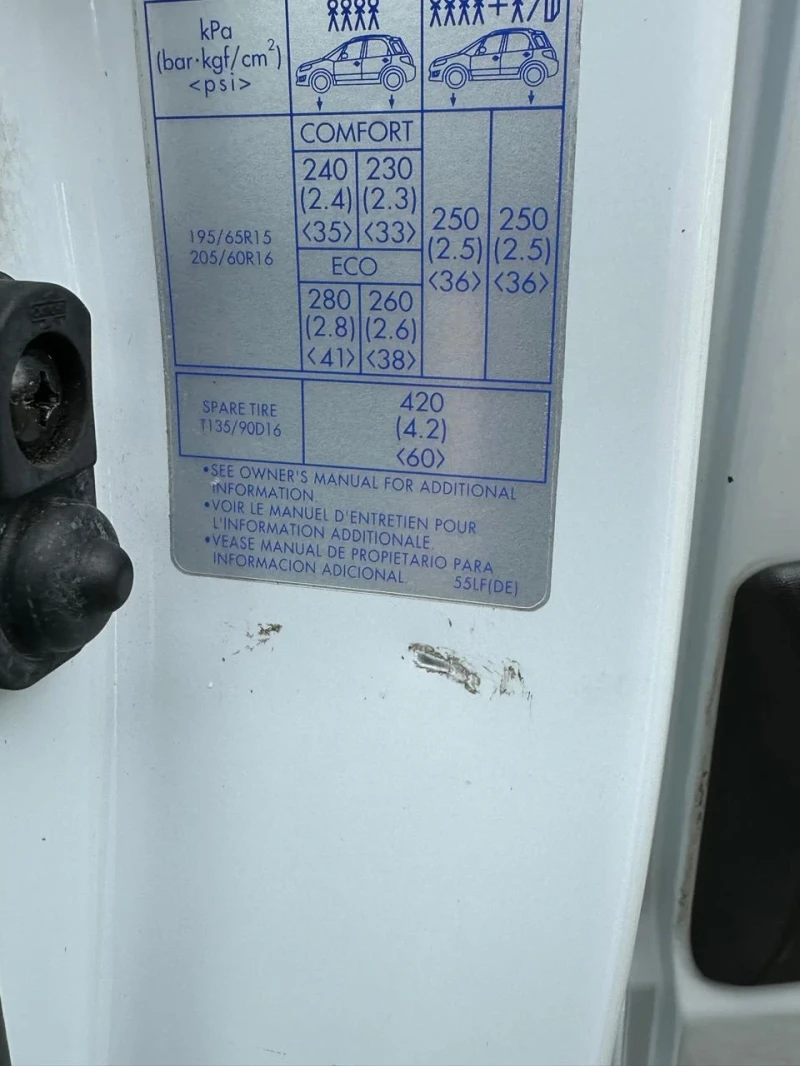 kPa
(bar·kgf/cm²)
<psi>
+ /
COMFORT
240 230
(2.4) (2.3)
<35> <33>
250 250
(2.5) (2.5)
<36> <36>
195/65R15
205/60R16
ECO
280 260
(2.8) (2.6)
<41> <38>
SPARE TIRE
T135/90D16
420
(4.2)
<60>
•SEE OWNER'S MANUAL FOR ADDITIONAL
INFORMATION.
•VOIR LE MANUEL D'ENTRETIEN POUR
L'INFORMATION ADDITIONALE.
•VEASE MANUAL DE PROPIETARIO PARA
INFORMACION ADICIONAL.
55LF(DE)